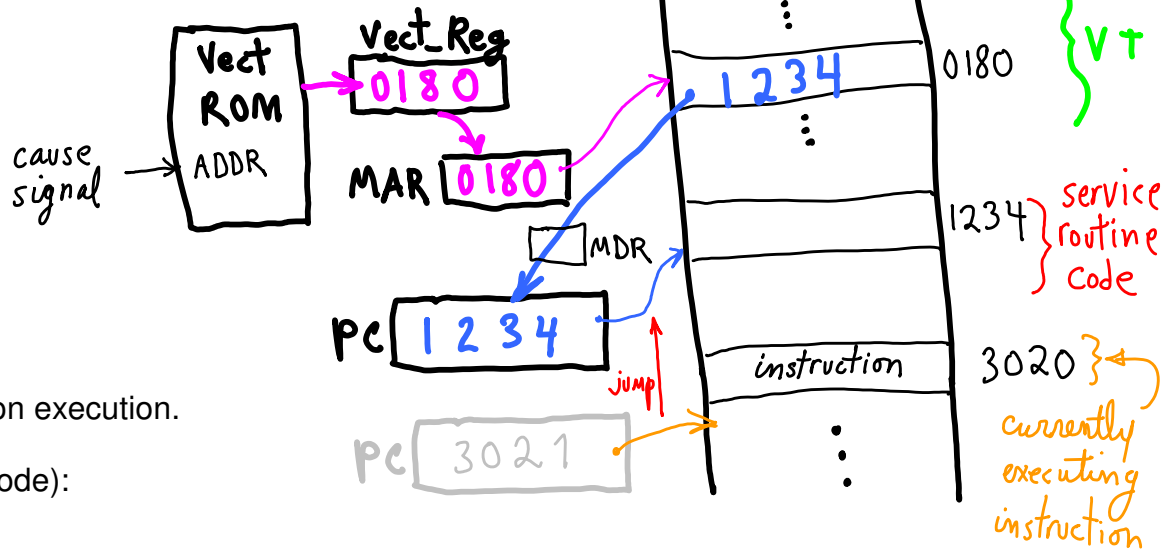 Vect
ROM
ADDR
cause
signal
Vect_Reg
0180
MAR 0180
MDR
PC 1234
jump
PC 3021
1234
0180
VT
1234
service
routine
code
instruction
3020
currently
executing
instruction
on execution.
ode):